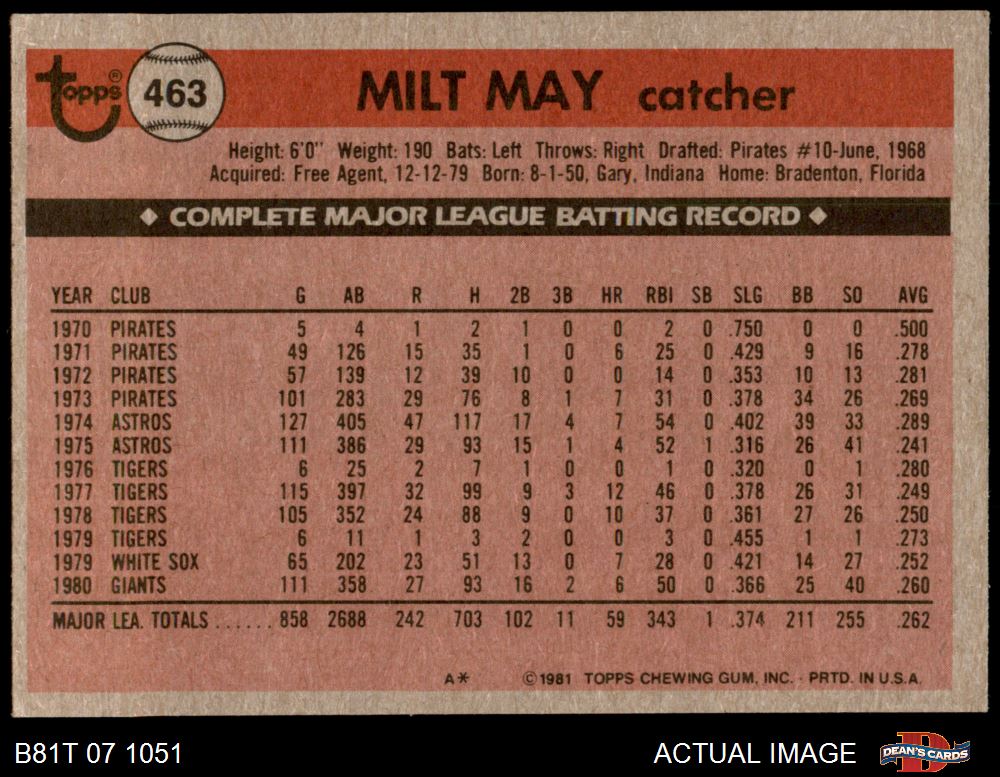 topps® 463 MILT MAY catcher
Height: 6'0" Weight: 190 Bats: Left Throws: Right Drafted: Pirates #10-June, 1968
Acquired: Free Agent, 12-12-79 Born: 8-1-50, Gary, Indiana Home: Bradenton, Florida
◆ COMPLETE MAJOR LEAGUE BATTING RECORD ◆
YEAR CLUB G AB R H 2B 3B HR RBI SB SLG BB SO AVG
1970 PIRATES 5 4 1 2 1 0 0 2 0 .750 0 0 .500
1971 PIRATES 49 126 15 35 1 0 6 25 0 .429 9 16 .278
1972 PIRATES 57 139 12 39 10 0 0 14 0 .353 10 13 .281
1973 PIRATES 101 283 29 76 8 1 7 31 0 .378 34 26 .269
1974 ASTROS 127 405 47 117 17 4 7 54 0 .402 39 33 .289
1975 ASTROS 111 386 29 93 15 1 4 52 1 .316 26 41 .241
1976 TIGERS 6 25 2 7 1 0 0 1 0 .320 0 1 .280
1977 TIGERS 115 397 32 99 9 3 12 46 0 .378 26 31 .249
1978 TIGERS 105 352 24 88 9 0 10 37 0 .361 27 26 .250
1979 TIGERS 6 11 1 3 2 0 0 3 0 .455 1 1 .273
1979 WHITE SOX 65 202 23 51 13 0 7 28 0 .421 14 27 .252
1980 GIANTS 111 358 27 93 16 2 6 50 0 .366 25 40 .260
MAJOR LEA. TOTALS ...... 858 2688 242 703 102 11 59 343 1 .374 211 255 .262
A* ©1981 TOPPS CHEWING GUM, INC. · PRTD. IN U.S.A.
B81T 07 1051 ACTUAL IMAGE DEAN'S CARDS